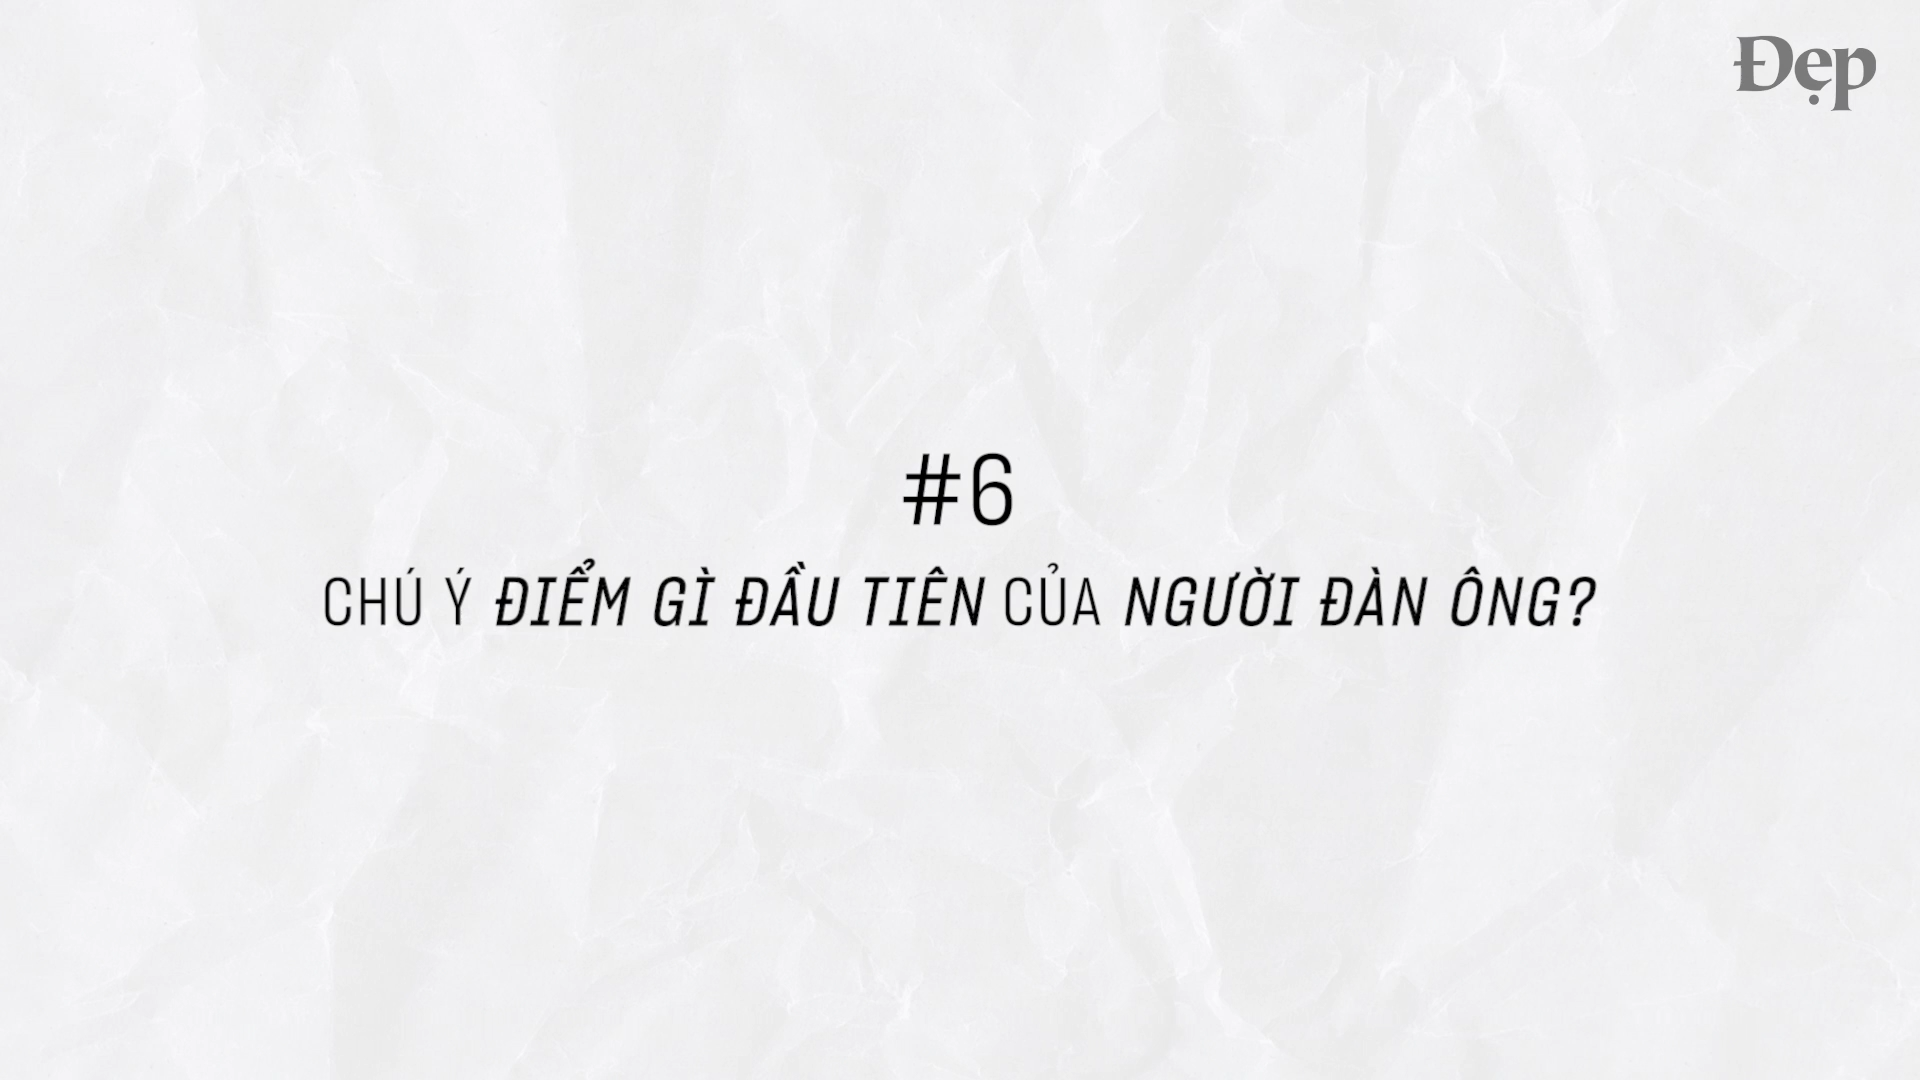 Đẹp
#6
CHÚ Ý ĐIỂM GÌ ĐẦU TIÊN CỦA NGƯỜI ĐÀN ÔNG?